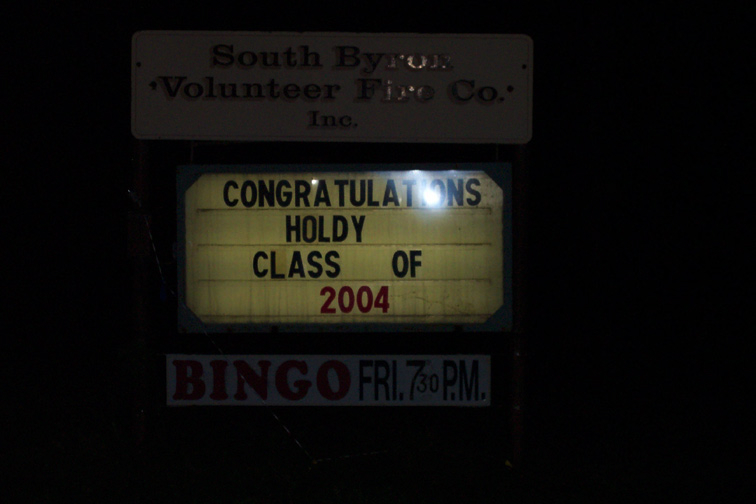 South Byron
Volunteer Fire Co.
Inc.
CONGRATULATIONS
HOLDY
CLASS OF
2004
BINGO FRI. 7:30 P.M.